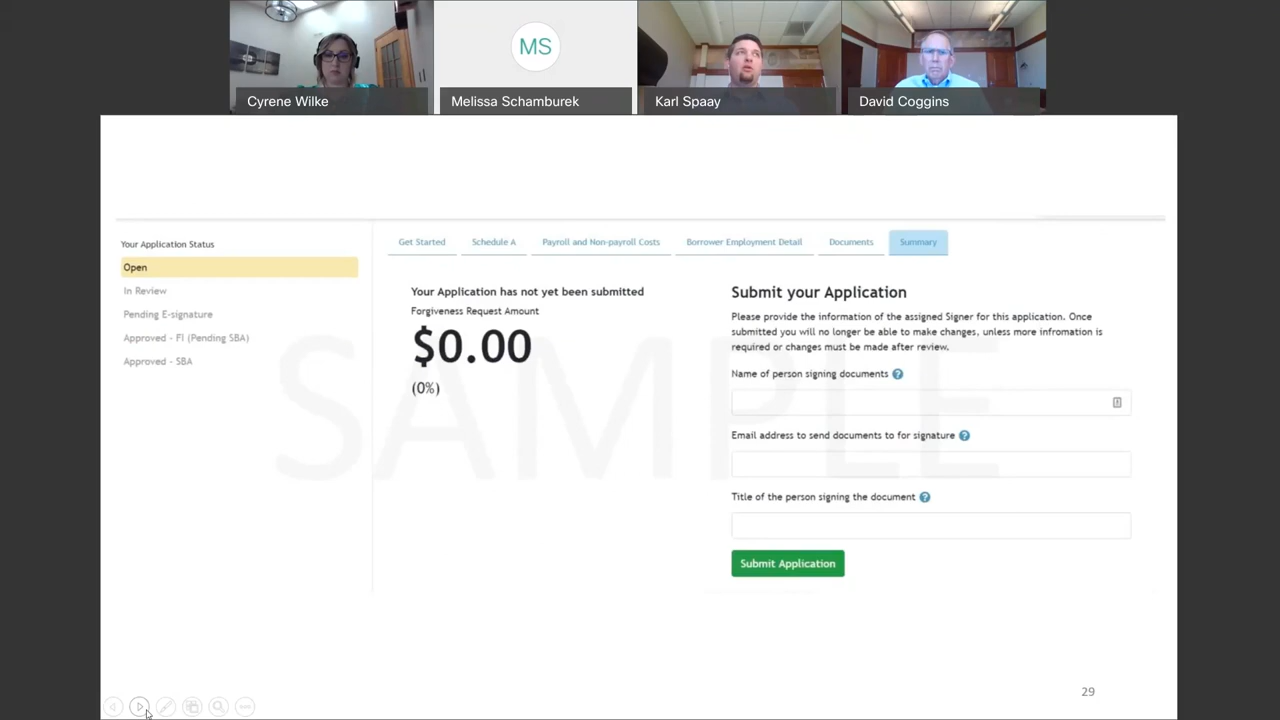 MS
Cyrene Wilke
Melissa Schamburek
Karl Spaay
David Coggins
Your Application Status
Open
In Review
Pending E-signature
Approved - FI (Pending SBA)
Approved - SBA
Get Started
Schedule A
Payroll and Non-payroll Costs
Borrower Employment Detail
Documents
Summary
Your Application has not yet been submitted
Forgiveness Request Amount
$0.00
(0%)
Submit your Application
Please provide the information of the assigned Signer for this application. Once
submitted you will no longer be able to make changes, unless more infromation is
required or changes must be made after review.
Name of person signing documents ?
Email address to send documents to for signature ?
Title of the person signing the document ?
Submit Application
SAMPLE
29